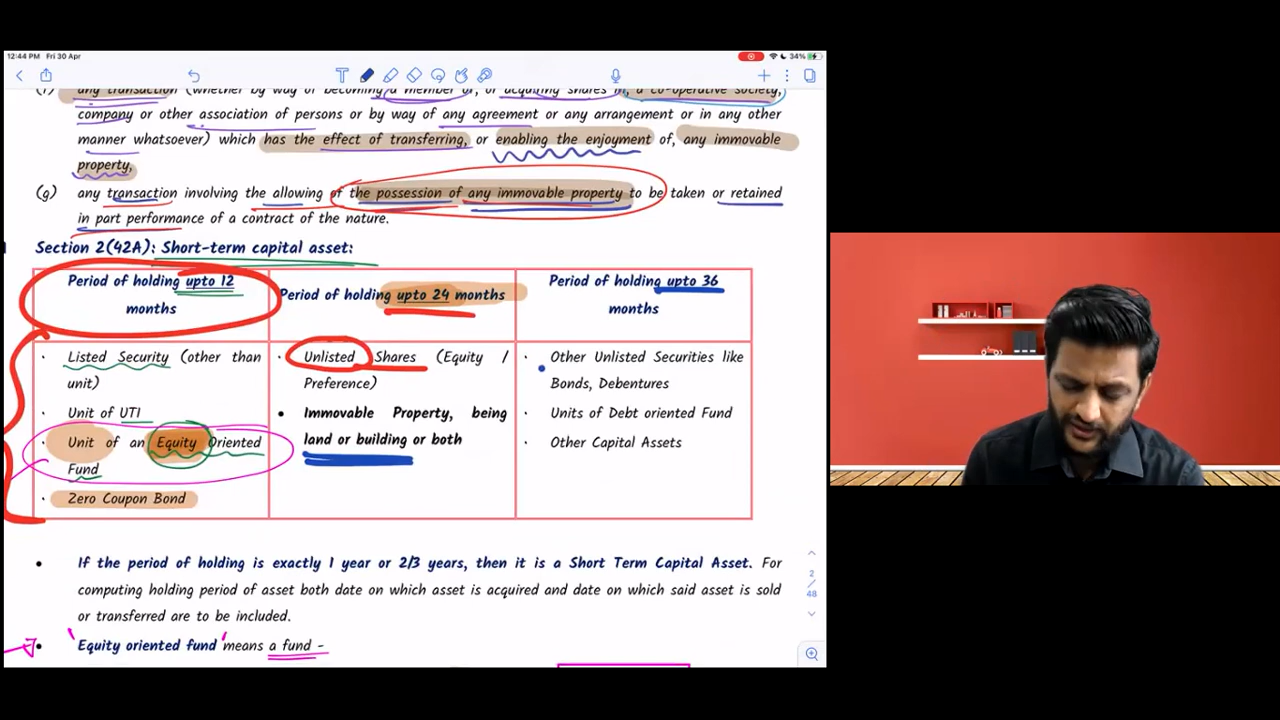 12:44 PM Fri 30 Apr
34%
T
(f) any transaction (whether by way of becoming a member of, or acquiring shares in, a co-operative society,
company or other association of persons or by way of any agreement or any arrangement or in any other
manner whatsoever) which has the effect of transferring, or enabling the enjoyment of, any immovable
property,
(g) any transaction involving the allowing of the possession of any immovable property to be taken or retained
in part performance of a contract of the nature.
Section 2(42A): Short-term capital asset:
Period of holding upto 12
months
Period of holding upto 24 months
Period of holding upto 36
months
· Listed Security (other than
unit)
· Unit of UTI
· Unit of an Equity Oriented
Fund
· Zero Coupon Bond
· Unlisted Shares (Equity /
Preference)
• Immovable Property, being
land or building or both
· Other Unlisted Securities like
Bonds, Debentures
· Units of Debt oriented Fund
· Other Capital Assets
• If the period of holding is exactly 1 year or 2/3 years, then it is a Short Term Capital Asset. For
computing holding period of asset both date on which asset is acquired and date on which said asset is sold
or transferred are to be included.
• 'Equity oriented fund' means a fund -
2
/
48